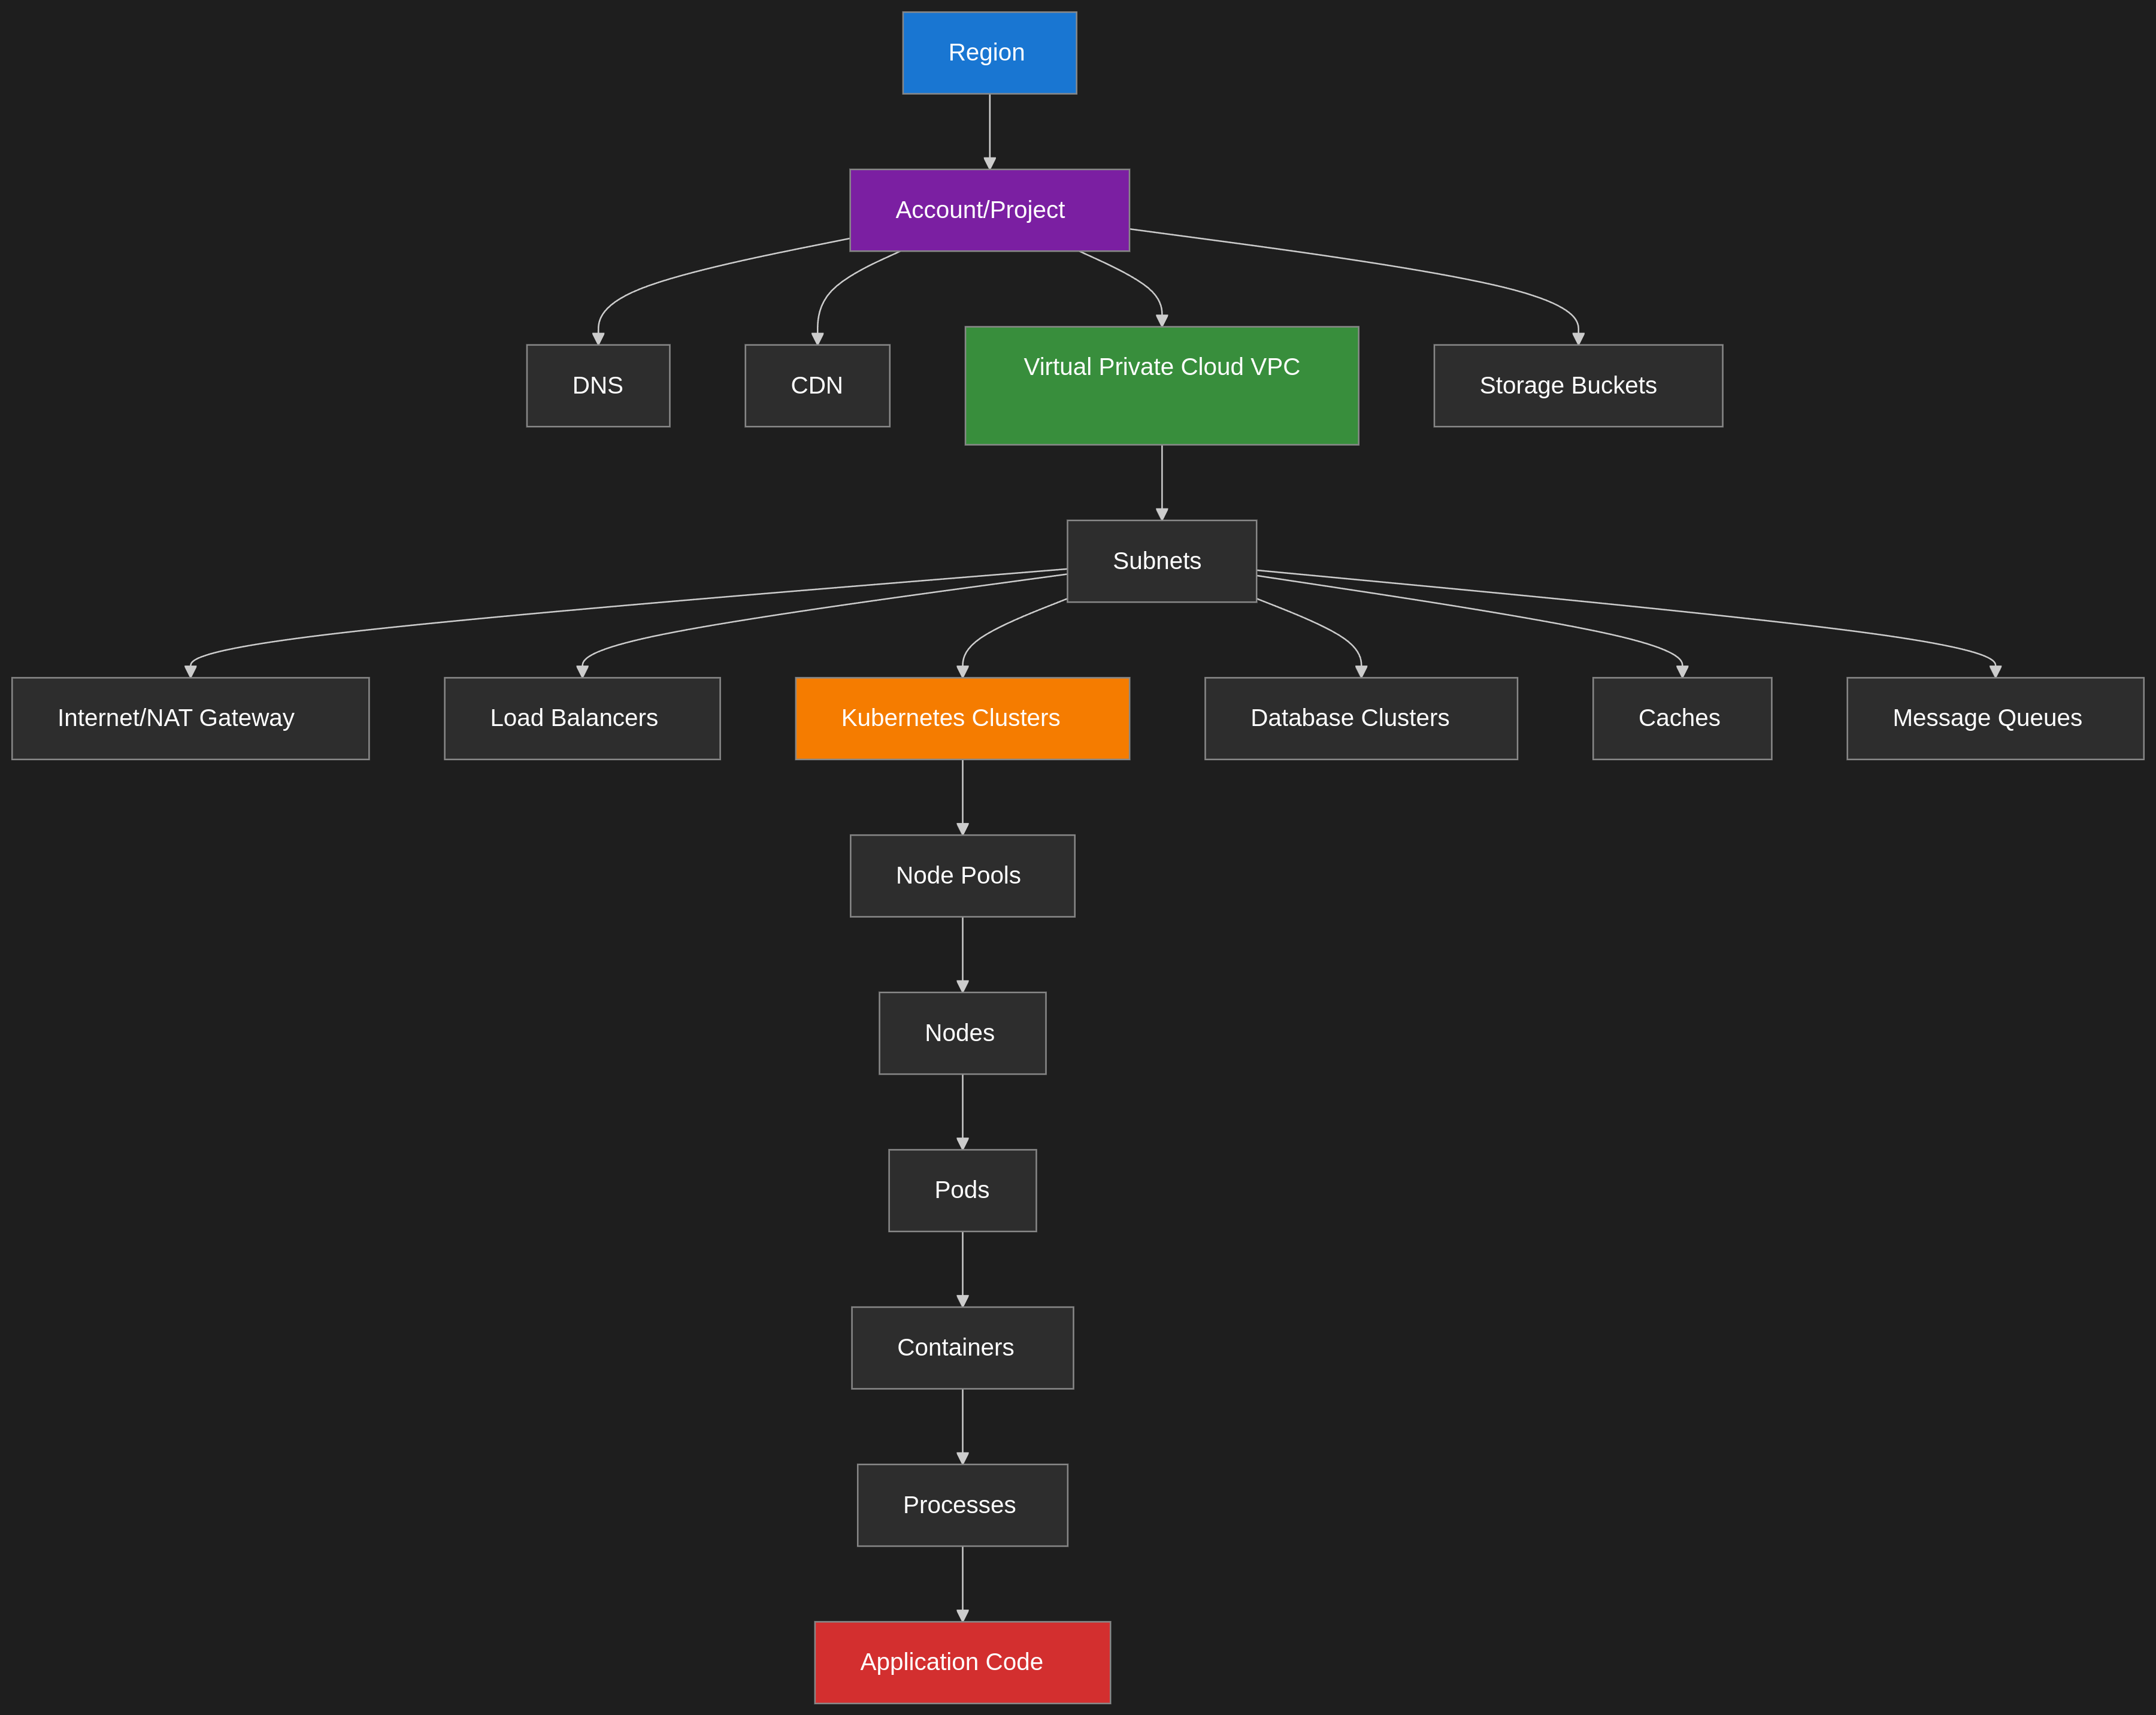 Region
Account/Project
DNS
CDN
Virtual Private Cloud VPC
Storage Buckets
Subnets
Internet/NAT Gateway
Load Balancers
Kubernetes Clusters
Database Clusters
Caches
Message Queues
Node Pools
Nodes
Pods
Containers
Processes
Application Code